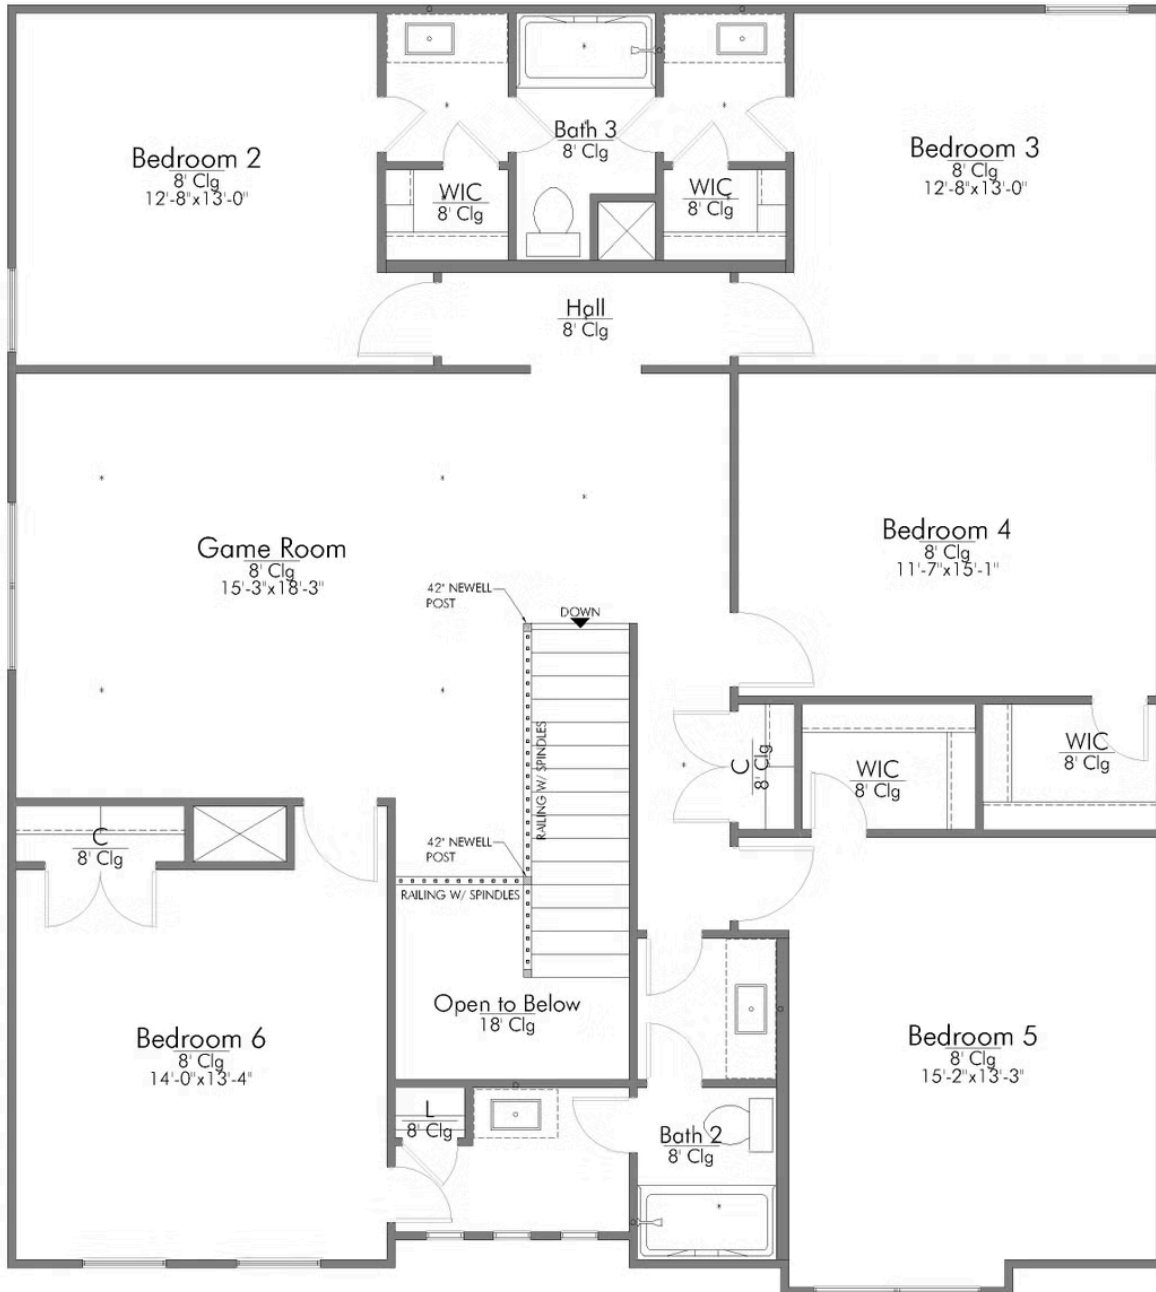 Bedroom 2
8' Clg
12'-8"x13'-0"
WIC
8' Clg
Bath 3
8' Clg
WIC
8' Clg
Bedroom 3
8' Clg
12'-8"x13'-0"
Hall
8' Clg
Game Room
8' Clg
15'-3"x18'-3"
42" NEWELL
POST
DOWN
Bedroom 4
8' Clg
11'-7"x15'-1"
RAILING W/ SPINDLES
C
8' Clg
WIC
8' Clg
WIC
8' Clg
C
8' Clg
42" NEWELL
POST
RAILING W/ SPINDLES
Open to Below
18' Clg
Bedroom 6
8' Clg
14'-0"x13'-4"
Bedroom 5
8' Clg
15'-2"x13'-3"
L
8' Clg
Bath 2
8' Clg